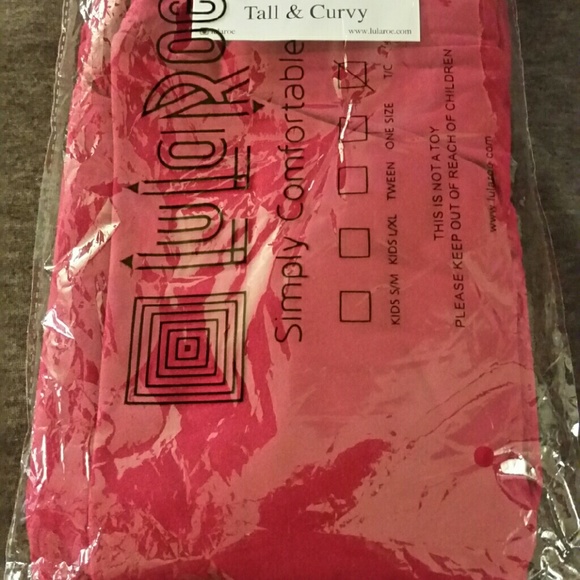 Tall & Curvy
www.lularoe.com
LuLaRoe
Simply Comfortable
T/C
ONE SIZE
TWEEN
KIDS L/XL
KIDS S/M
THIS IS NOT A TOY
PLEASE KEEP OUT OF REACH OF CHILDREN
www.lularoe.com